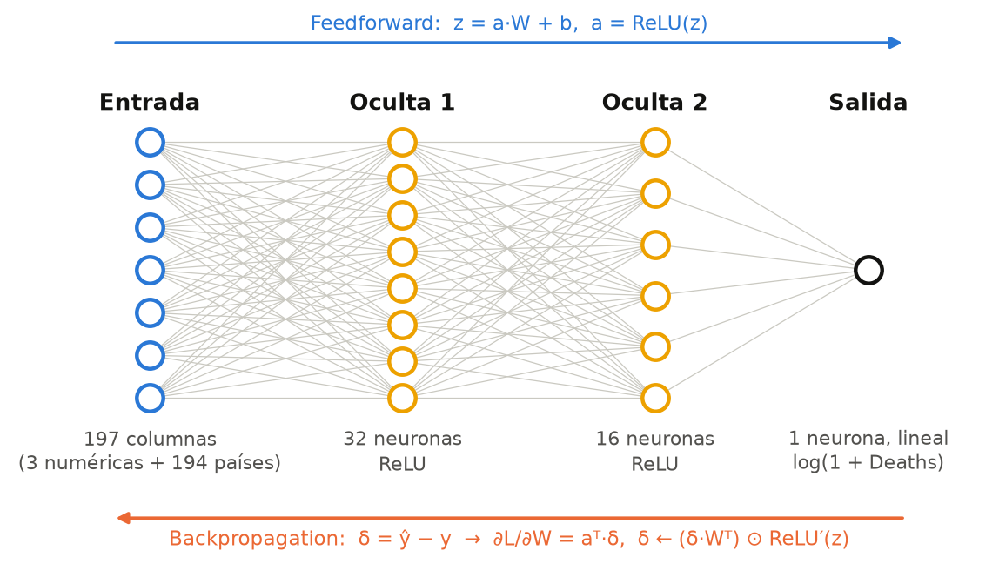 Feedforward:  z = a·W + b,  a = ReLU(z)
Entrada
Oculta 1
Oculta 2
Salida
197 columnas
(3 numéricas + 194 países)
32 neuronas
ReLU
16 neuronas
ReLU
1 neurona, lineal
log(1 + Deaths)
Backpropagation:  δ = ŷ − y  →  ∂L/∂W = aᵀ·δ,  δ ← (δ·Wᵀ) ⊙ ReLU′(z)